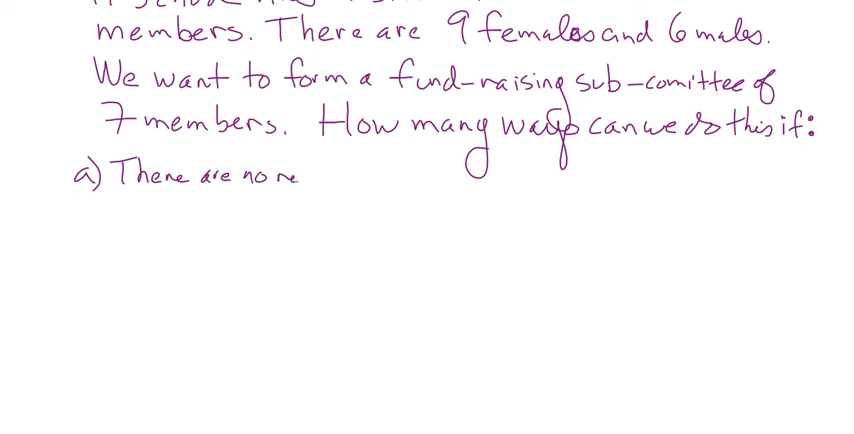 members. There are 9 females and 6 males.
We want to form a fund-raising sub-comittee of
7 members. How many ways can we do this if:
a) There are no re